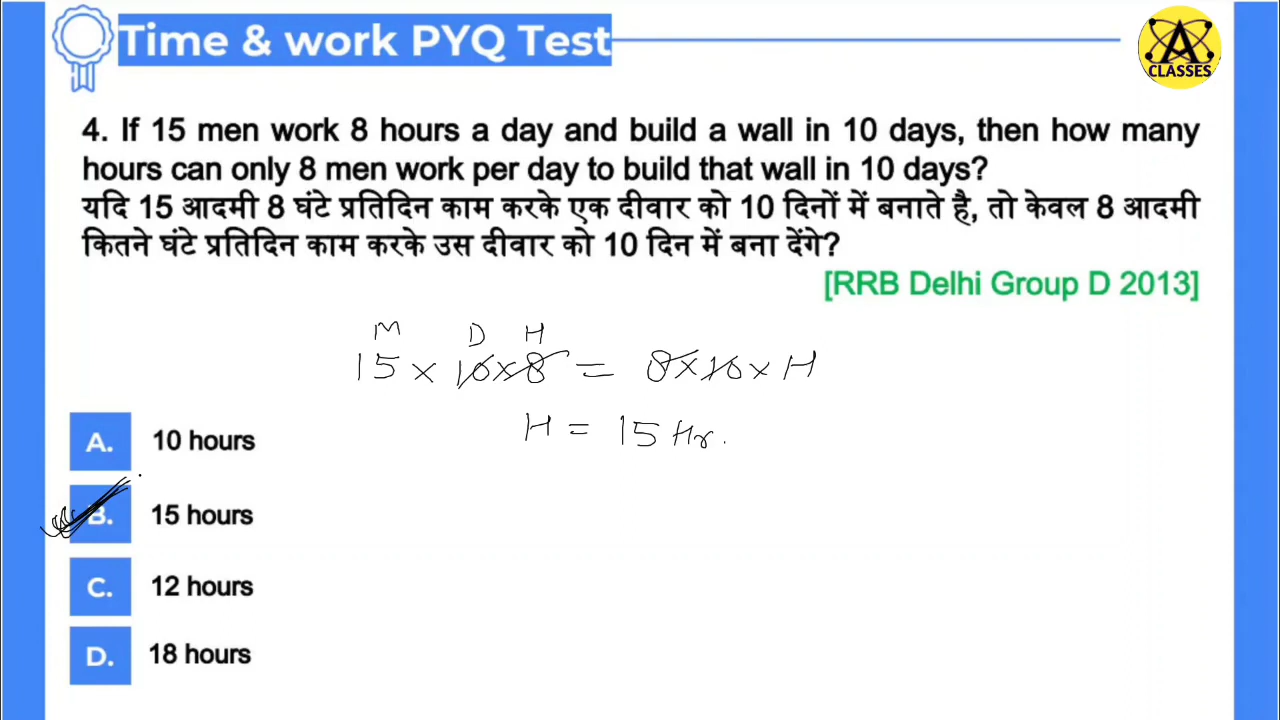 Time & work PYQ Test
A
CLASSES
4. If 15 men work 8 hours a day and build a wall in 10 days, then how many
hours can only 8 men work per day to build that wall in 10 days?
यदि 15 आदमी 8 घंटे प्रतिदिन काम करके एक दीवार को 10 दिनों में बनाते है, तो केवल 8 आदमी
कितने घंटे प्रतिदिन काम करके उस दीवार को 10 दिन में बना देंगे?
[RRB Delhi Group D 2013]
M D H
15 × 10 × 8 = 8 × 10 × H
H = 15 Hr.
A. 10 hours
B. 15 hours
C. 12 hours
D. 18 hours